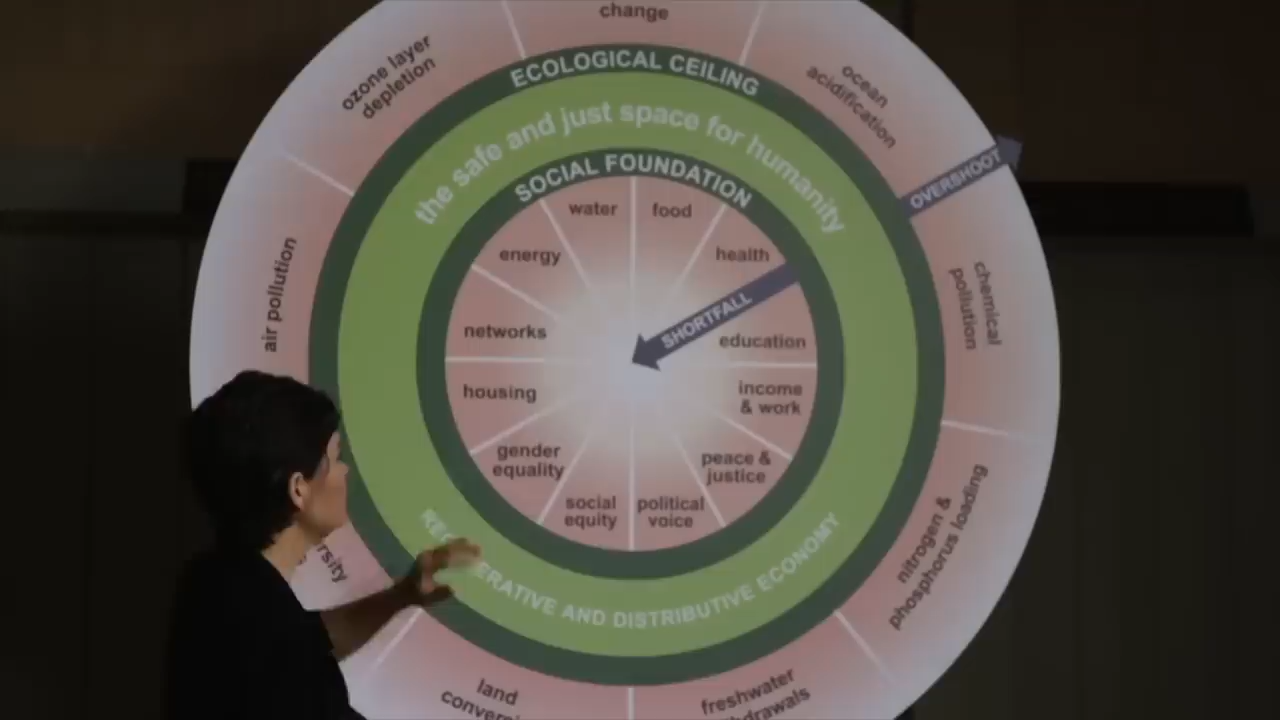 change
ozone layer
depletion
ECOLOGICAL CEILING
ocean
acidification
the safe and just space for humanity
OVERSHOOT
SOCIAL FOUNDATION
water
food
energy
health
air pollution
SHORTFALL
chemical
pollution
networks
education
housing
income
& work
gender
equality
peace &
justice
social
equity
political
voice
nitrogen &
phosphorus loading
AND DISTRIBUTIVE ECONOMY
land
freshwater